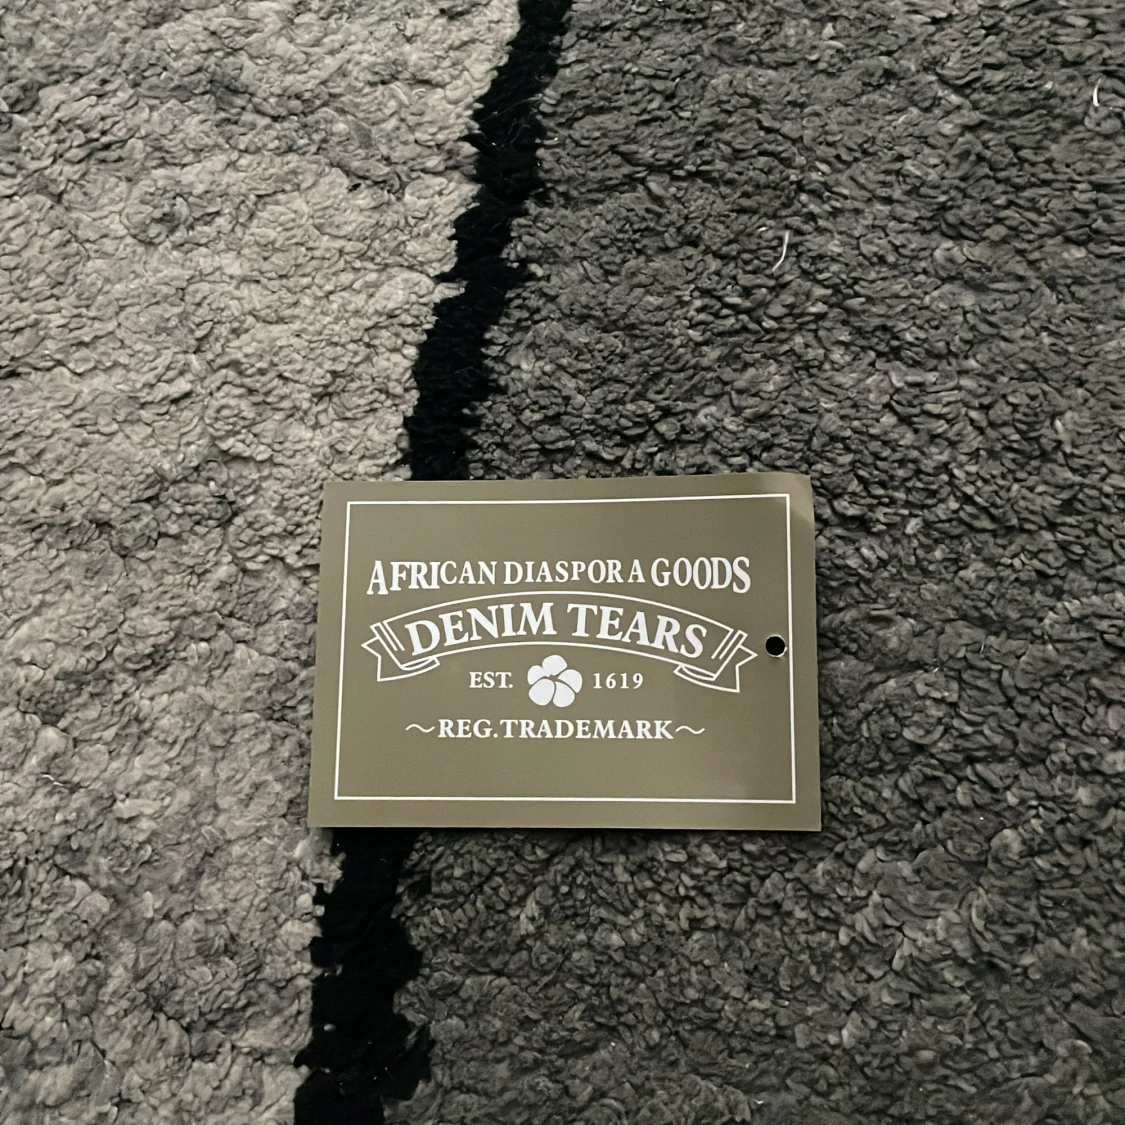 AFRICAN DIASPORA GOODS
DENIM TEARS
EST. 1619
~REG.TRADEMARK~